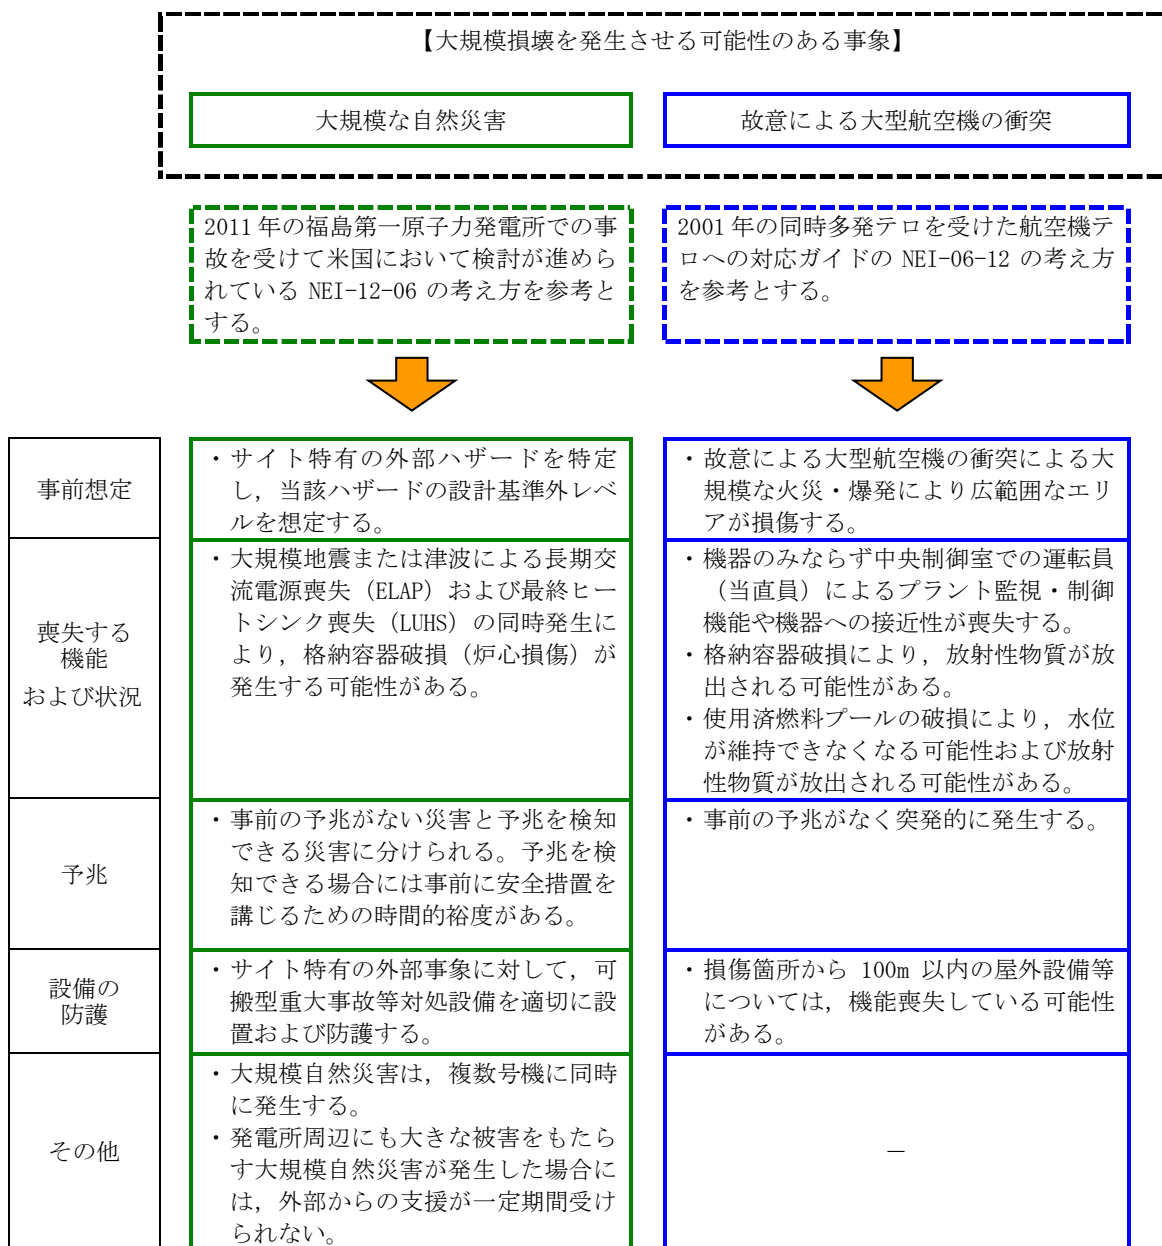 【大規模損壊を発生させる可能性のある事象】
大規模な自然災害
故意による大型航空機の衝突
2011年の福島第一原子力発電所での事
故を受けて米国において検討が進めら
れている NEI-12-06 の考え方を参考と
する。
2001年の同時多発テロを受けた航空機テ
ロへの対応ガイドの NEI-06-12 の考え方
を参考とする。
事前想定
・サイト特有の外部ハザードを特定
し，当該ハザードの設計基準外レベ
ルを想定する。
・故意による大型航空機の衝突による大
規模な火災・爆発により広範囲なエリ
アが損傷する。
喪失する
機能
および状況
・大規模地震または津波による長期交
流電源喪失（ELAP）および最終ヒー
トシンク喪失（LUHS）の同時発生に
より，格納容器破損（炉心損傷）が
発生する可能性がある。
・機器のみならず中央制御室での運転員
（当直員）によるプラント監視・制御
機能や機器への接近性が喪失する。
・格納容器破損により，放射性物質が放
出される可能性がある。
・使用済燃料プールの破損により，水位
が維持できなくなる可能性および放射
性物質が放出される可能性がある。
予兆
・事前の予兆がない災害と予兆を検知
できる災害に分けられる。予兆を検
知できる場合には事前に安全措置を
講じるための時間的裕度がある。
・事前の予兆がなく突発的に発生する。
設備の
防護
・サイト特有の外部事象に対して，可
搬型重大事故等対処設備を適切に設
置および防護する。
・損傷箇所から 100m 以内の屋外設備等
については，機能喪失している可能性
がある。
その他
・大規模自然災害は，複数号機に同時
に発生する。
・発電所周辺にも大きな被害をもたら
す大規模自然災害が発生した場合に
は，外部からの支援が一定期間受け
られない。
－